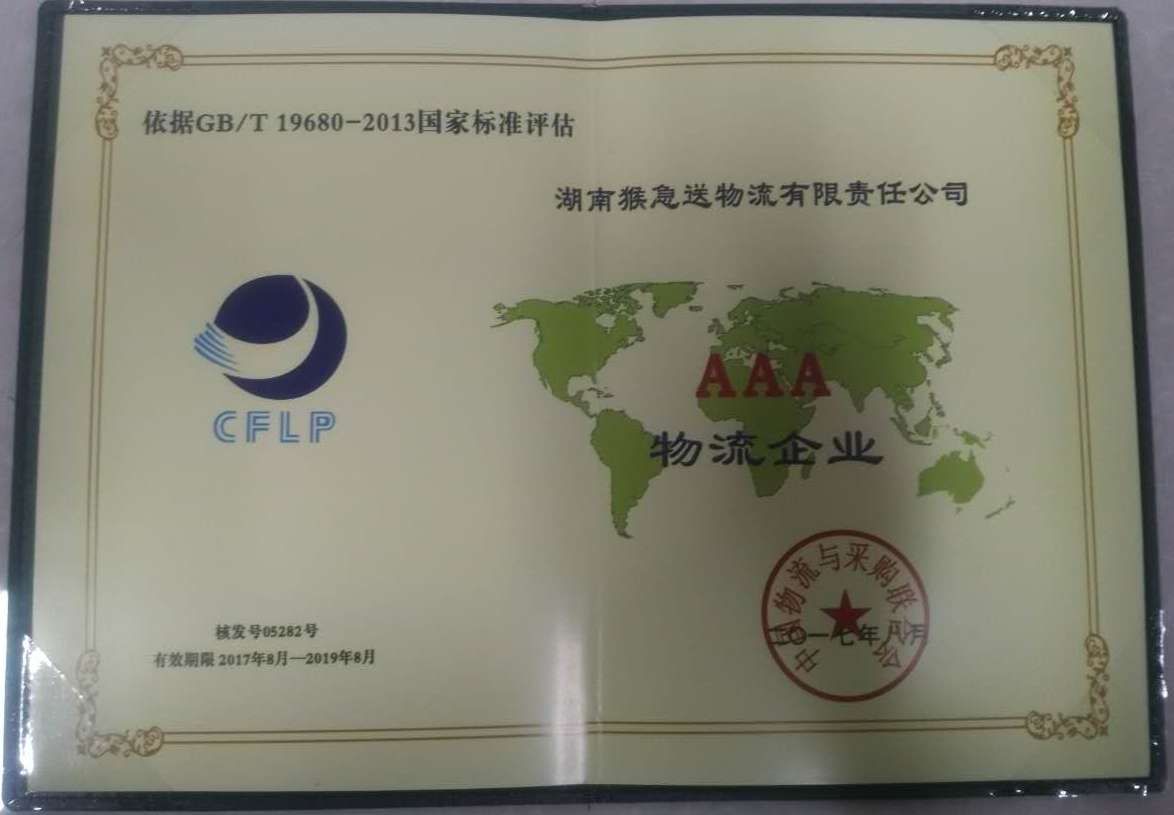 依据GB/T 19680-2013国家标准评估
湖南猴急送物流有限责任公司
CFLP
AAA
物流企业
中国物流与采购联合会
二〇一七年八月
核发号05282号
有效期限 2017年8月—2019年8月